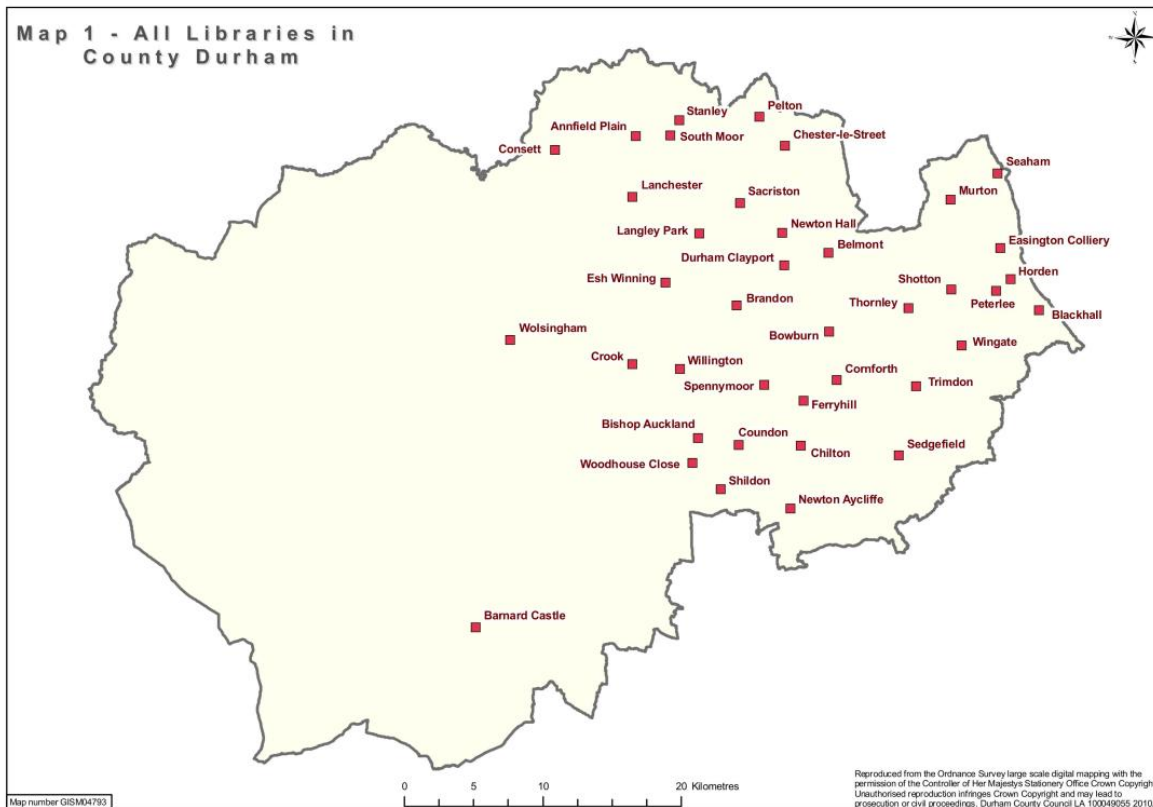 Map 1 - All Libraries in
County Durham
Stanley
Pelton
Annfield Plain
South Moor
Chester-le-Street
Consett
Seaham
Lanchester
Sacriston
Murton
Langley Park
Newton Hall
Belmont
Easington Colliery
Durham Clayport
Esh Winning
Shotton
Horden
Brandon
Thornley
Peterlee
Blackhall
Wolsingham
Bowburn
Wingate
Crook
Willington
Cornforth
Spennymoor
Trimdon
Ferryhill
Bishop Auckland
Coundon
Chilton
Sedgefield
Woodhouse Close
Shildon
Newton Aycliffe
Barnard Castle
0 5 10 20 Kilometres
Map number GISM04793
Reproduced from the Ordnance Survey large scale digital mapping with the
permission of the Controller of Her Majestys Stationery Office Crown Copyrigh
Unauthorised reproduction infringes Crown Copyright and may lead to
prosecution or civil proceedings. Durham County Council LA 100049055 2010